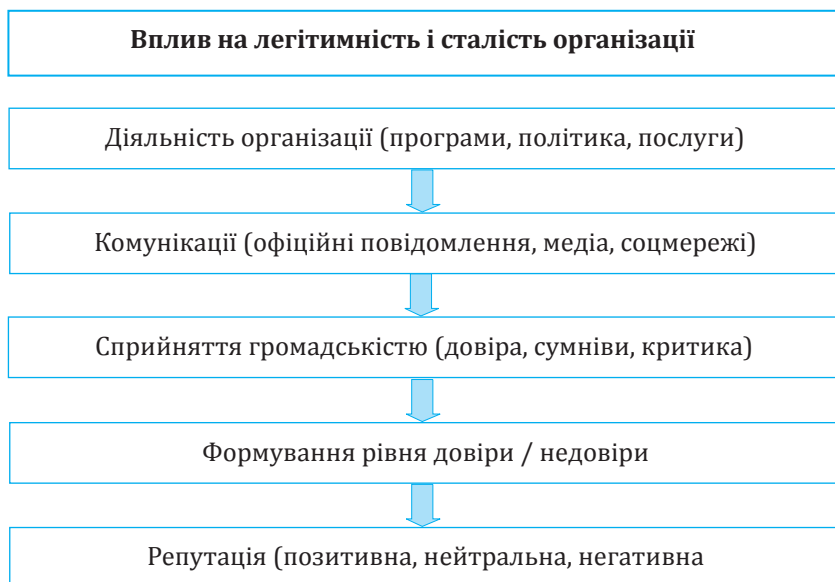 Вплив на легітимність і сталість організації
Діяльність організації (програми, політика, послуги)
Комунікації (офіційні повідомлення, медіа, соцмережі)
Сприйняття громадськістю (довіра, сумніви, критика)
Формування рівня довіри / недовіри
Репутація (позитивна, нейтральна, негативна